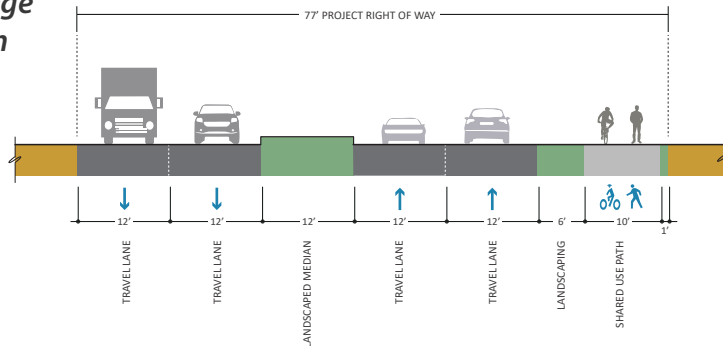 77' PROJECT RIGHT OF WAY
12'
12'
12'
12'
12'
6'
10'
1'
TRAVEL LANE
TRAVEL LANE
LANDSCAPED MEDIAN
TRAVEL LANE
TRAVEL LANE
LANDSCAPING
SHARED USE PATH